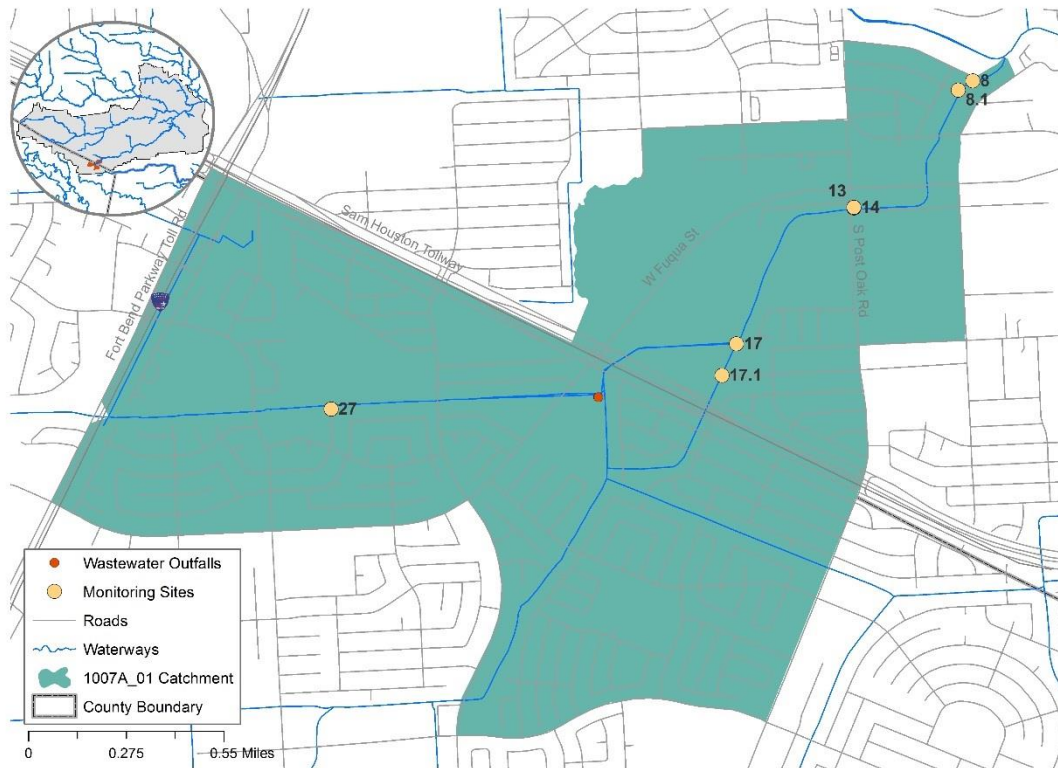 8
8.1
13
14
Sam Houston Tollway
W Fuqua St
S Post Oak Rd
Fort Bend Parkway Toll Rd
17
17.1
27
Wastewater Outfalls
Monitoring Sites
Roads
Waterways
1007A_01 Catchment
County Boundary
0 0.275 0.55 Miles